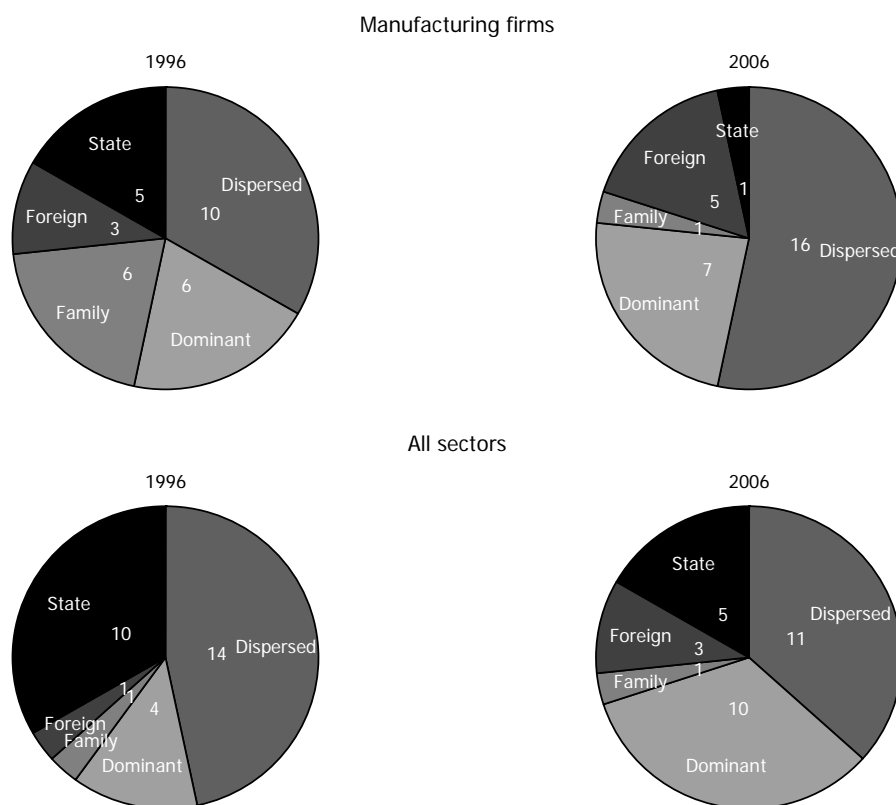 Manufacturing firms
1996
2006
State
5
Dispersed
10
Foreign
3
6
Family
6
Dominant
State
1
Foreign
5
Family
1
16 Dispersed
7
Dominant
All sectors
1996
2006
State
10
14 Dispersed
1
Foreign
1
Family
4
Dominant
State
5
Dispersed
11
Foreign
3
Family
1
10
Dominant